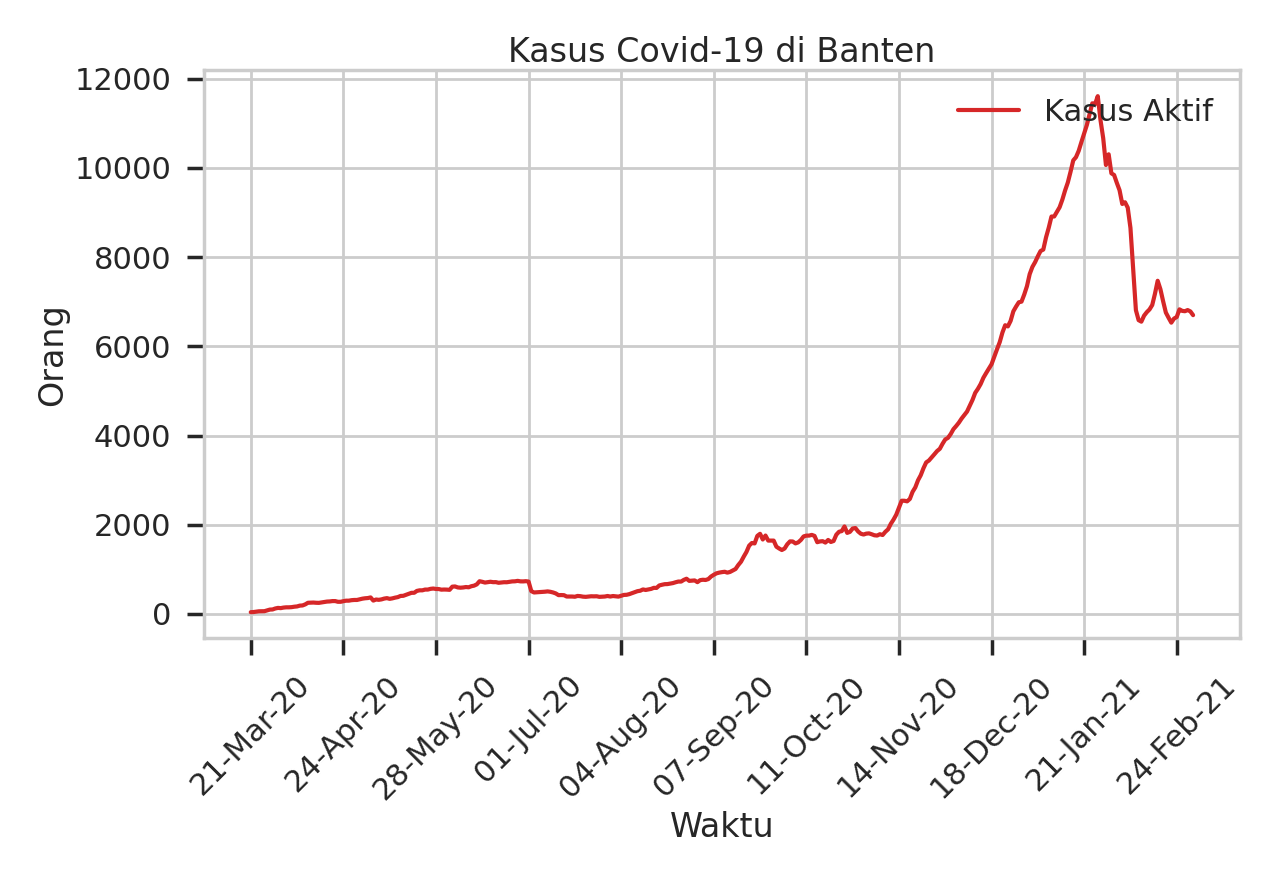 Kasus Covid-19 di Banten
Kasus Aktif
12000
10000
8000
6000
4000
2000
0
Orang
21-Mar-20
24-Apr-20
28-May-20
01-Jul-20
04-Aug-20
07-Sep-20
11-Oct-20
14-Nov-20
18-Dec-20
21-Jan-21
24-Feb-21
Waktu